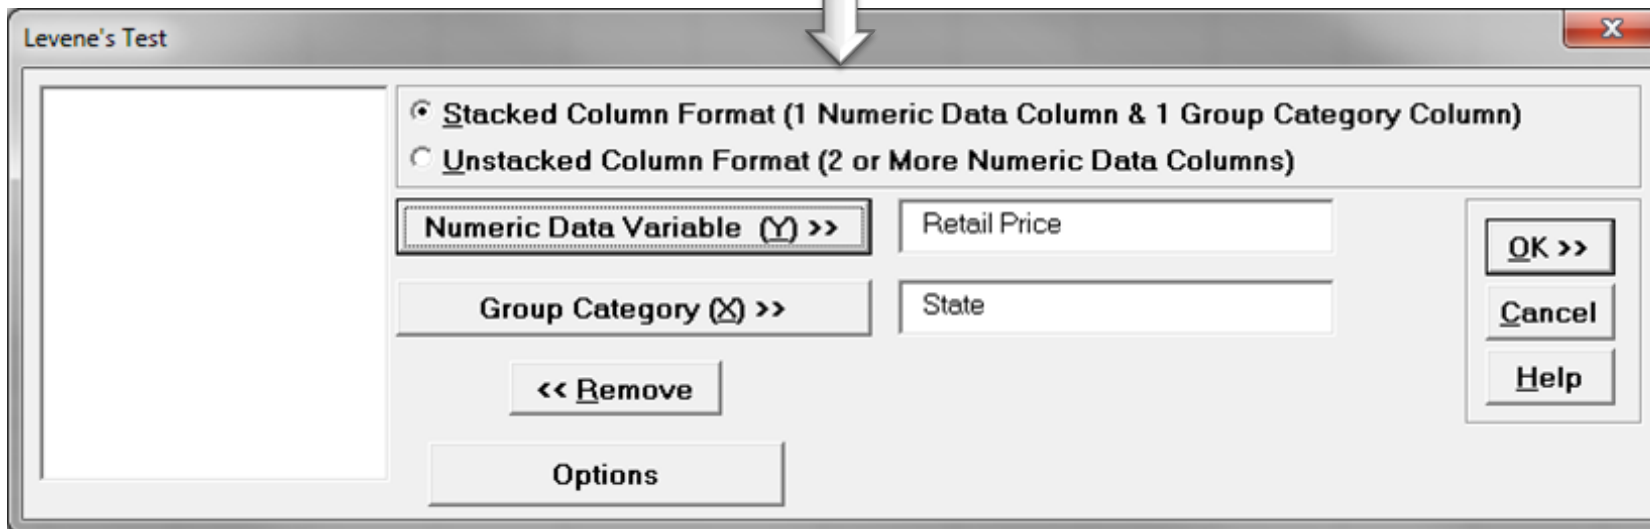 Levene's Test
x
Stacked Column Format (1 Numeric Data Column & 1 Group Category Column)
Unstacked Column Format (2 or More Numeric Data Columns)
Numeric Data Variable (Y) >>
Retail Price
Group Category (X) >>
State
<< Remove
Options
OK >>
Cancel
Help